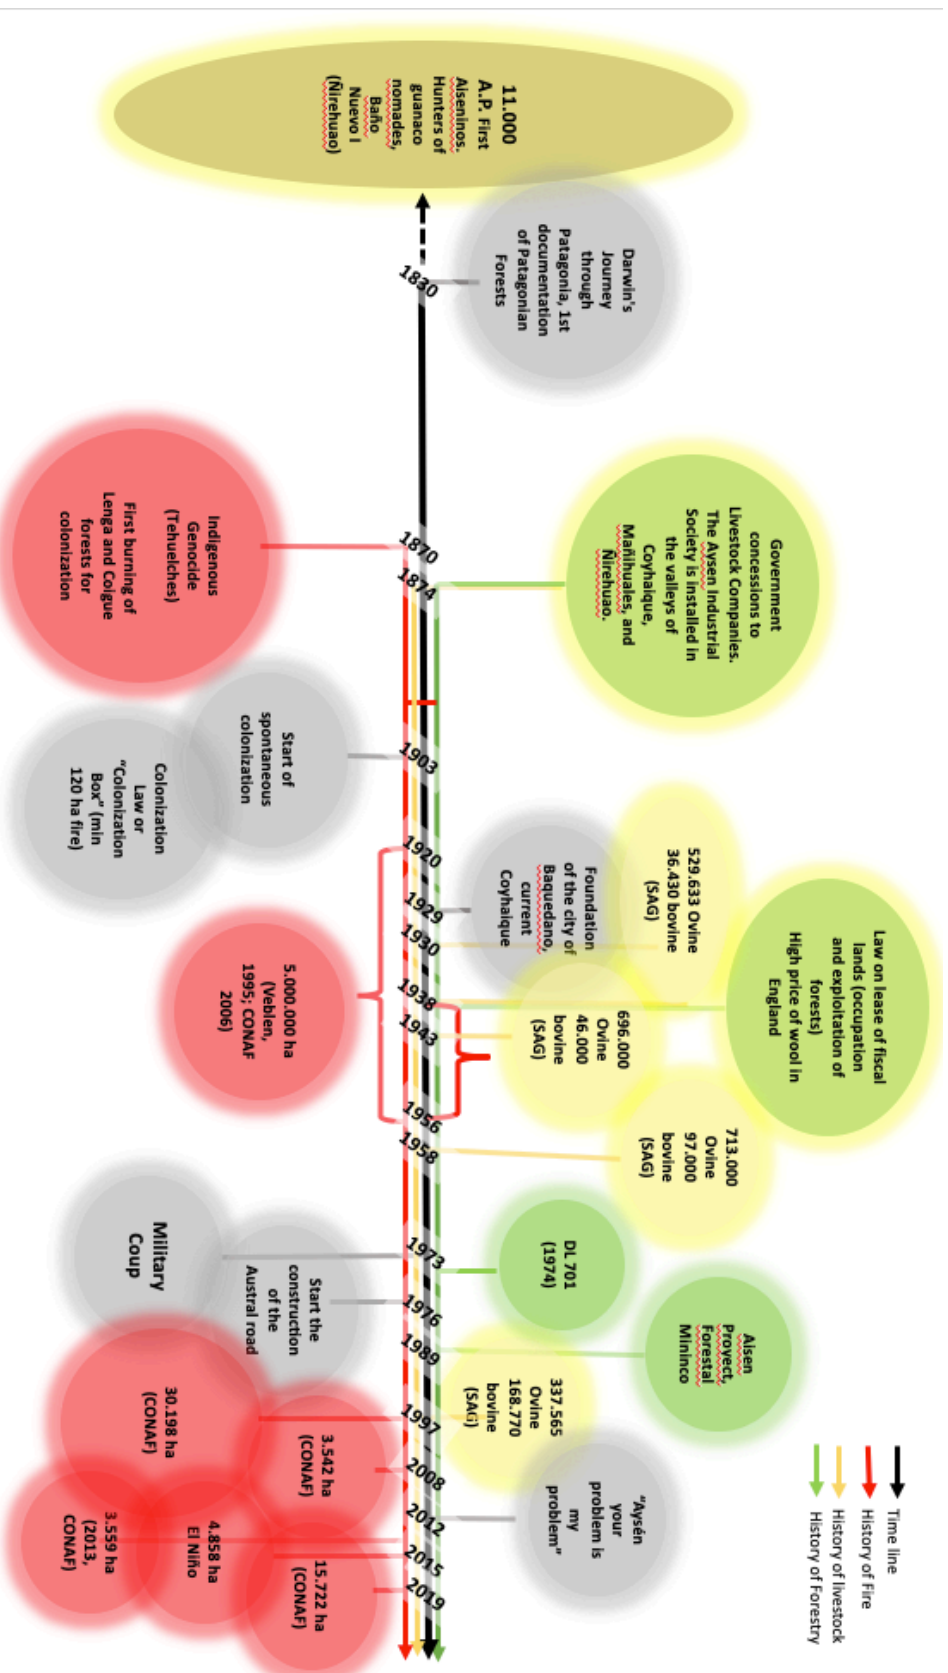 11.000
A.P. First
Aiseninos.
Hunters of
guanaco
nomades,
Baño
Nuevo I
(Ñirehuao)
Darwin's
Journey
through
Patagonia, 1st
documentation
of Patagonian
Forests
Government
concessions to
Livestock Companies.
The Aysen Industrial
Society is installed in
the valleys of
Coyhaique,
Mañihuales, and
Ñirehuao.
529.633 Ovine
36.430 bovine
(SAG)
Foundation
of the city of
Baquedano,
current
Coyhaique
Law on lease of fiscal
lands (occupation
and exploitation of
forests)
High price of wool in
England
696.000
Ovine
46.000
bovine
(SAG)
713.000
Ovine
97.000
bovine
(SAG)
DL 701
(1974)
Aisen
Proyect,
Forestal
Mininco
337.565
Ovine
168.770
bovine
(SAG)
"Aysén
your
problem is
my
problem"
Time line
History of Fire
History of livestock
History of Forestry
1830
1870
1874
1903
1920
1929
1930
1938
1943
1956
1958
1973
1976
1989
1997
2008
2012
2015
2019
Indigenous
Genocide
(Tehuelches)
First burning of
Lenga and Coigue
forests for
colonization
Start of
spontaneous
colonization
Colonization
Law or
"Colonization
Box" (min
120 ha fire)
5.000.000 ha
(Veblen,
1995; CONAF
2006)
Military
Coup
Start the
construction
of the
Austral road
30.198 ha
(CONAF)
3.542 ha
(CONAF)
3.559 ha
(2013,
CONAF)
4.858 ha
El Niño
15.722 ha
(CONAF)